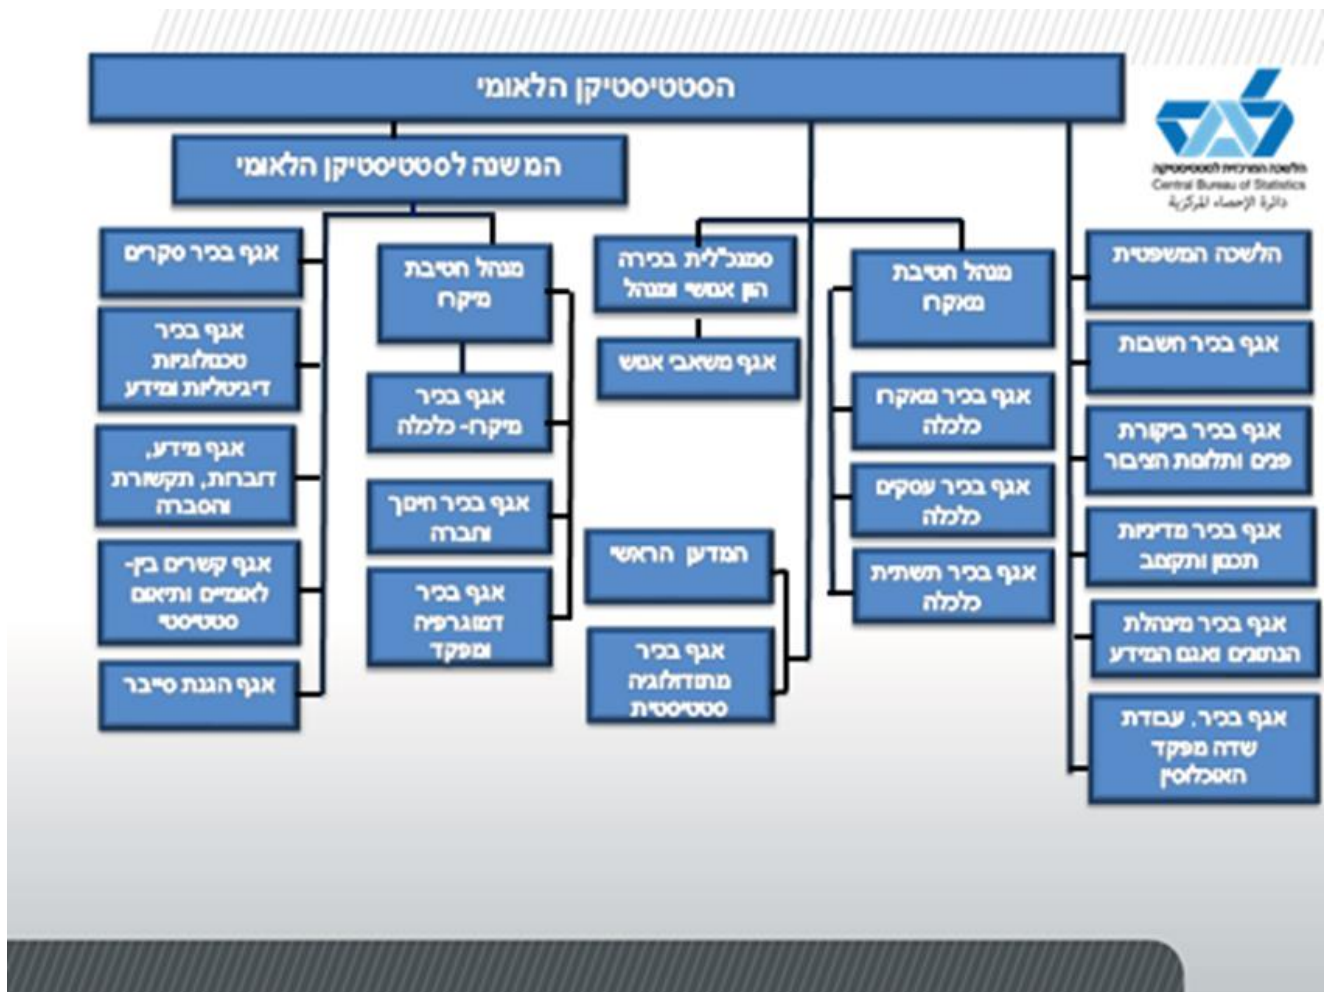 הסטטיסטיקן הלאומי
הלשכה המרכזית לסטטיסטיקה
Central Bureau of Statistics
دائرة الإحصاء المركزية
המשנה לסטטיסטיקן הלאומי
הלשכה המשפטית
אגף בכיר חשבות
אגף בכיר ביקורת
פנים ותלונות הציבור
אגף בכיר מדיניות
תכנון ותקצוב
אגף בכיר מינהלת
הנתונים ואגם המידע
אגף בכיר. עבודת
שדה מפקד
האוכלוסין
מנהל חטיבת
מאקרו
אגף בכיר מאקרו
כלכלה
אגף בכיר עסקים
כלכלה
אגף בכיר תשתית
כלכלה
סמנכ"לית בכירה
הון אנושי ומנהל
אגף משאבי אנוש
המדען הראשי
אגף בכיר
מתודולוגיה
סטטיסטית
מנהל חטיבת
מיקרו
אגף בכיר
מיקרו- כלכלה
אגף בכיר חינוך
וחברה
אגף בכיר
דמוגרפיה
ומפקד
אגף בכיר סקרים
אגף בכיר
טכנולוגיות
דיגיטליות ומידע
אגף מידע,
דוברות, תקשורת
והסברה
אגף קשרים בין-
לאומיים ותיאום
סטטיסטי
אגף הגנת סייבר